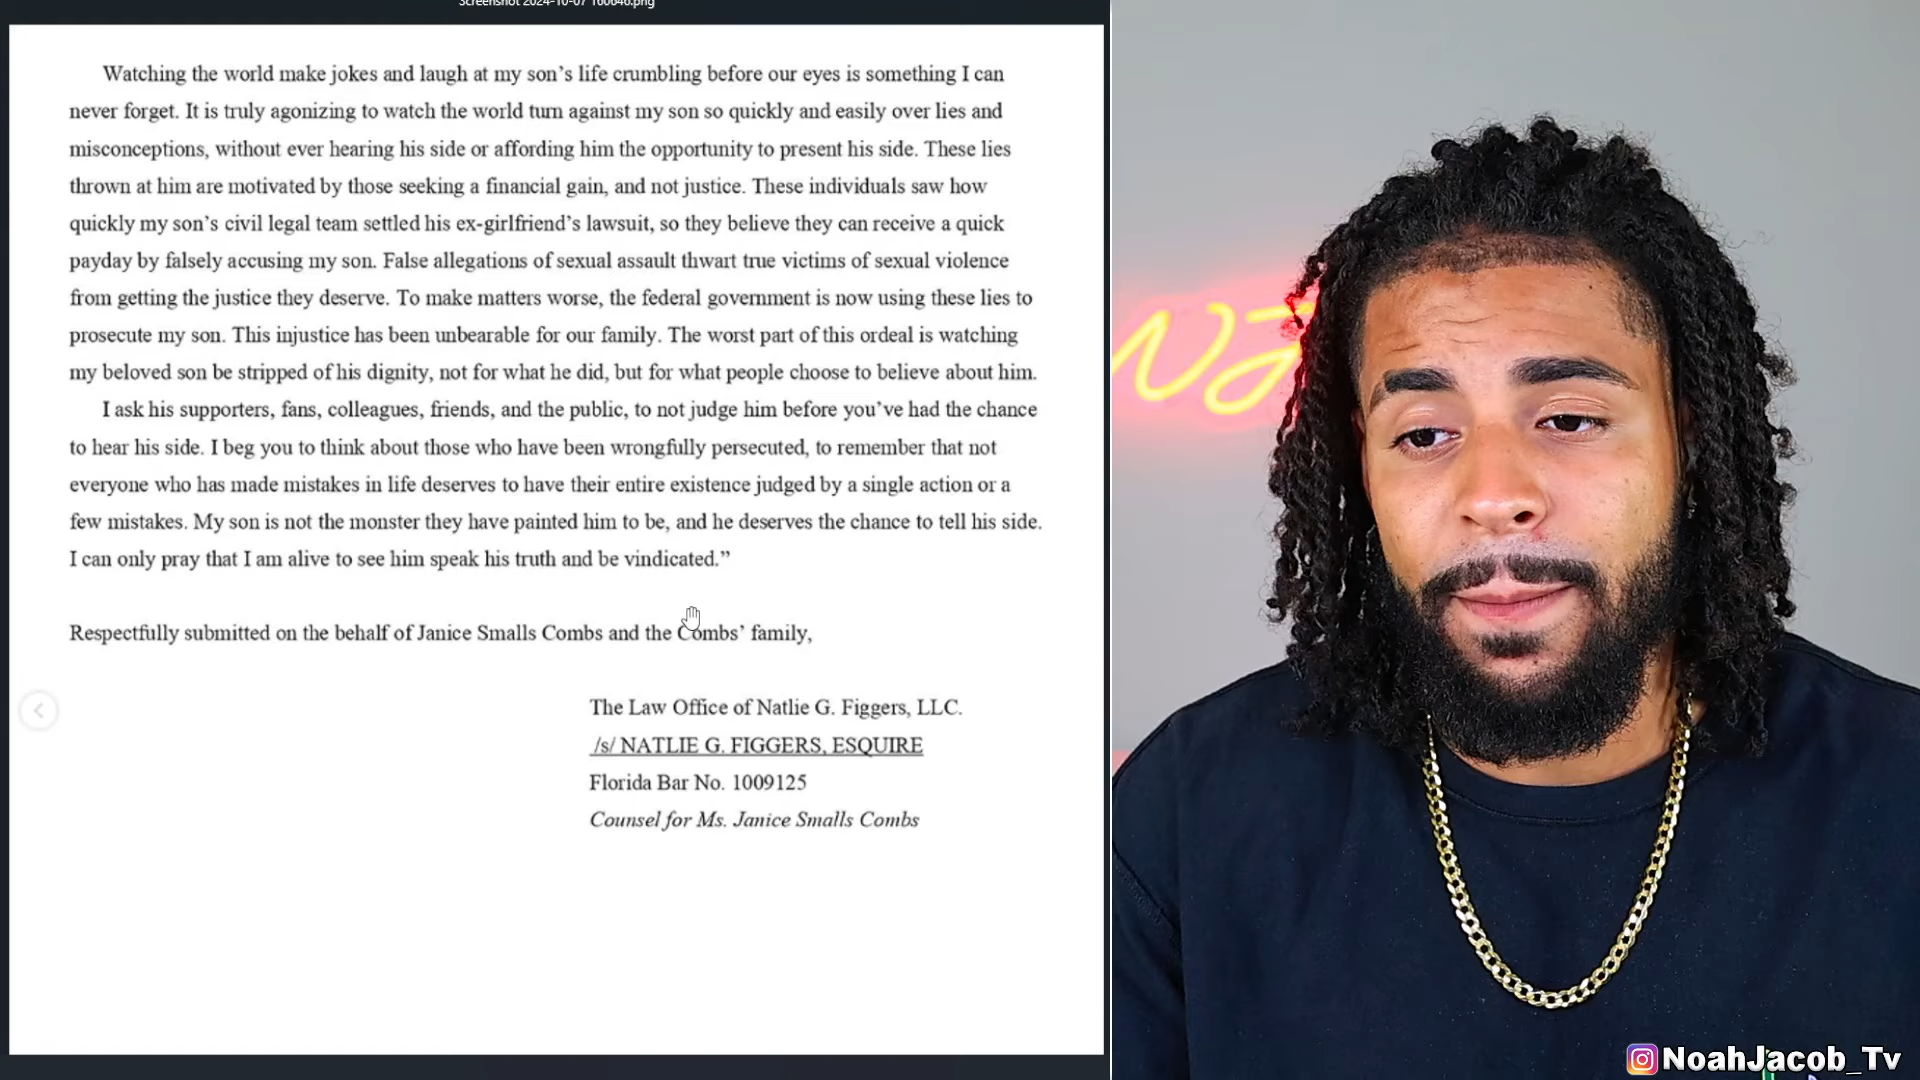 Screenshot 2024-10-07 160646.png
Watching the world make jokes and laugh at my son’s life crumbling before our eyes is something I can
never forget. It is truly agonizing to watch the world turn against my son so quickly and easily over lies and
misconceptions, without ever hearing his side or affording him the opportunity to present his side. These lies
thrown at him are motivated by those seeking a financial gain, and not justice. These individuals saw how
quickly my son’s civil legal team settled his ex-girlfriend’s lawsuit, so they believe they can receive a quick
payday by falsely accusing my son. False allegations of sexual assault thwart true victims of sexual violence
from getting the justice they deserve. To make matters worse, the federal government is now using these lies to
prosecute my son. This injustice has been unbearable for our family. The worst part of this ordeal is watching
my beloved son be stripped of his dignity, not for what he did, but for what people choose to believe about him.
I ask his supporters, fans, colleagues, friends, and the public, to not judge him before you’ve had the chance
to hear his side. I beg you to think about those who have been wrongfully persecuted, to remember that not
everyone who has made mistakes in life deserves to have their entire existence judged by a single action or a
few mistakes. My son is not the monster they have painted him to be, and he deserves the chance to tell his side.
I can only pray that I am alive to see him speak his truth and be vindicated.”
Respectfully submitted on the behalf of Janice Smalls Combs and the Combs’ family,
The Law Office of Natlie G. Figgers, LLC.
/s/ NATLIE G. FIGGERS, ESQUIRE
Florida Bar No. 1009125
Counsel for Ms. Janice Smalls Combs
NJ
NoahJacob_Tv